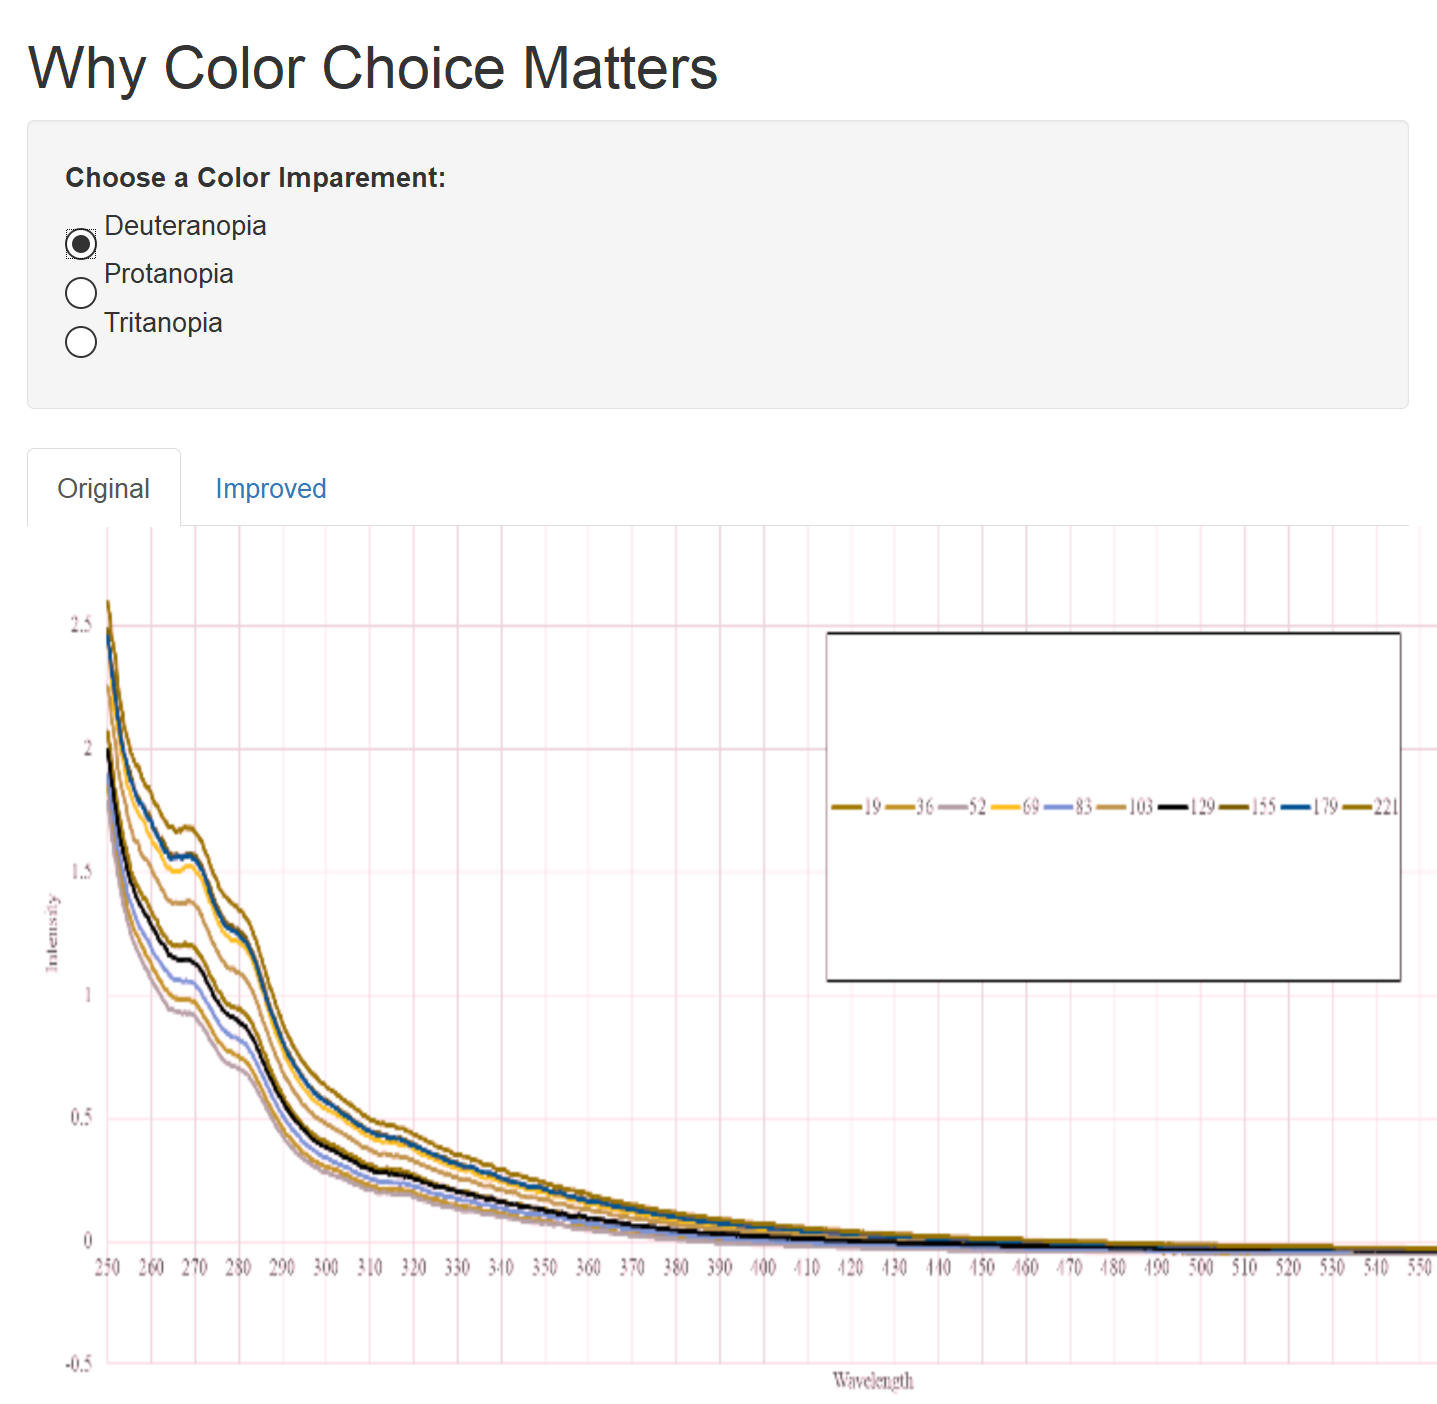 Why Color Choice Matters
Choose a Color Imparement:
Deuteranopia
Protanopia
Tritanopia
Original Improved
2.5
2
1.5
1
0.5
0
-0.5
Intensity
19 36 52 69 83 103 129 155 179 221
250 260 270 280 290 300 310 320 330 340 350 360 370 380 390 400 410 420 430 440 450 460 470 480 490 500 510 520 530 540 550
Wavelength